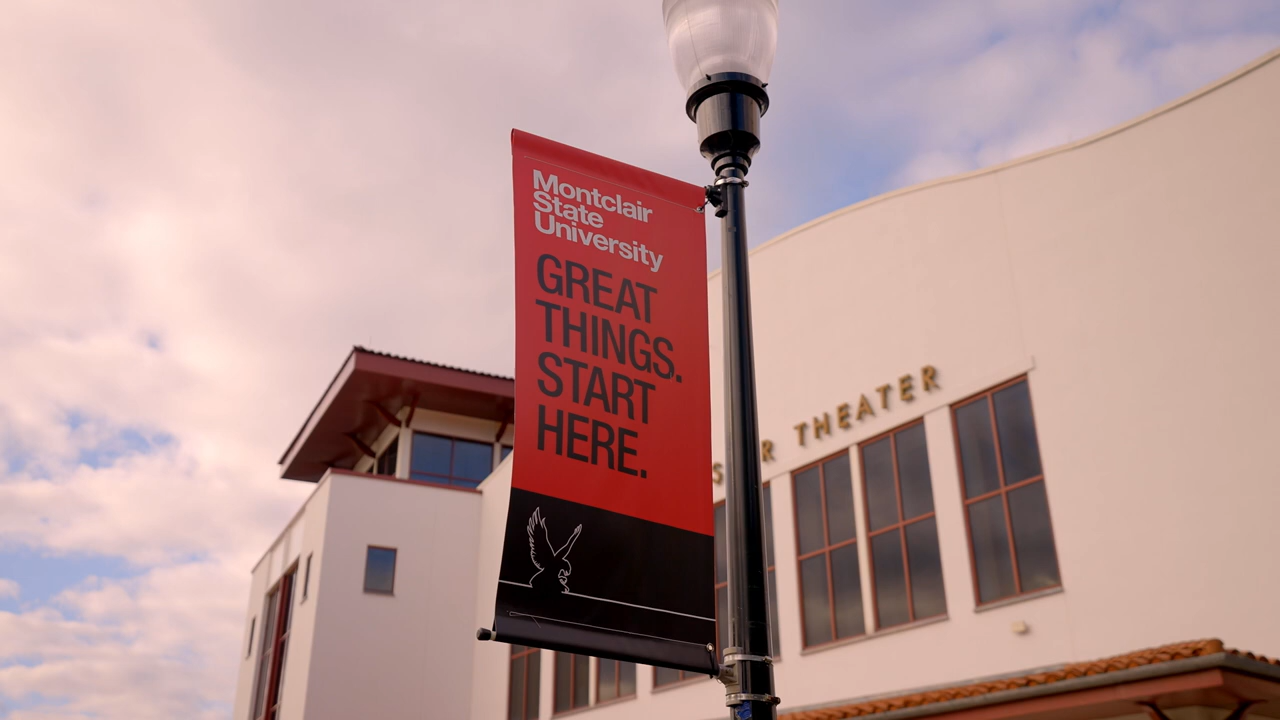 Montclair
State
University
GREAT
THINGS.
START
HERE.
THEATER